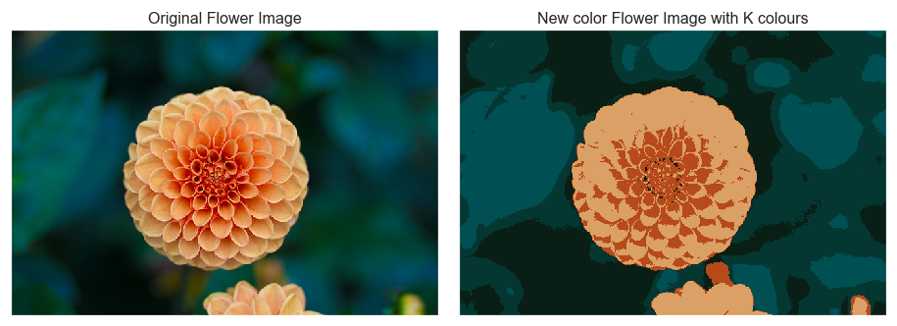 Original Flower Image
New color Flower Image with K colours